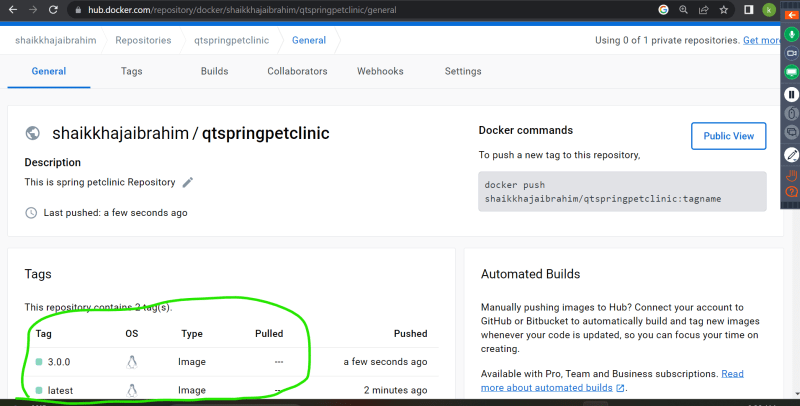 hub.docker.com/repository/docker/shaikkhajaibrahim/qtspringpetclinic/general
k
shaikkhajaibrahim Repositories qtspringpetclinic General
Using 0 of 1 private repositories. Get more
General Tags Builds Collaborators Webhooks Settings
shaikkhajaibrahim / qtspringpetclinic
Description
This is spring petclinic Repository
Last pushed: a few seconds ago
Docker commands
Public View
To push a new tag to this repository,
docker push
shaikkhajaibrahim/qtspringpetclinic:tagname
Tags
This repository contains 2 tag(s).
Tag OS Type Pulled Pushed
3.0.0 Image --- a few seconds ago
latest Image --- 2 minutes ago
Automated Builds
Manually pushing images to Hub? Connect your account to
GitHub or Bitbucket to automatically build and tag new images
whenever your code is updated, so you can focus your time on
creating.
Available with Pro, Team and Business subscriptions. Read
more about automated builds